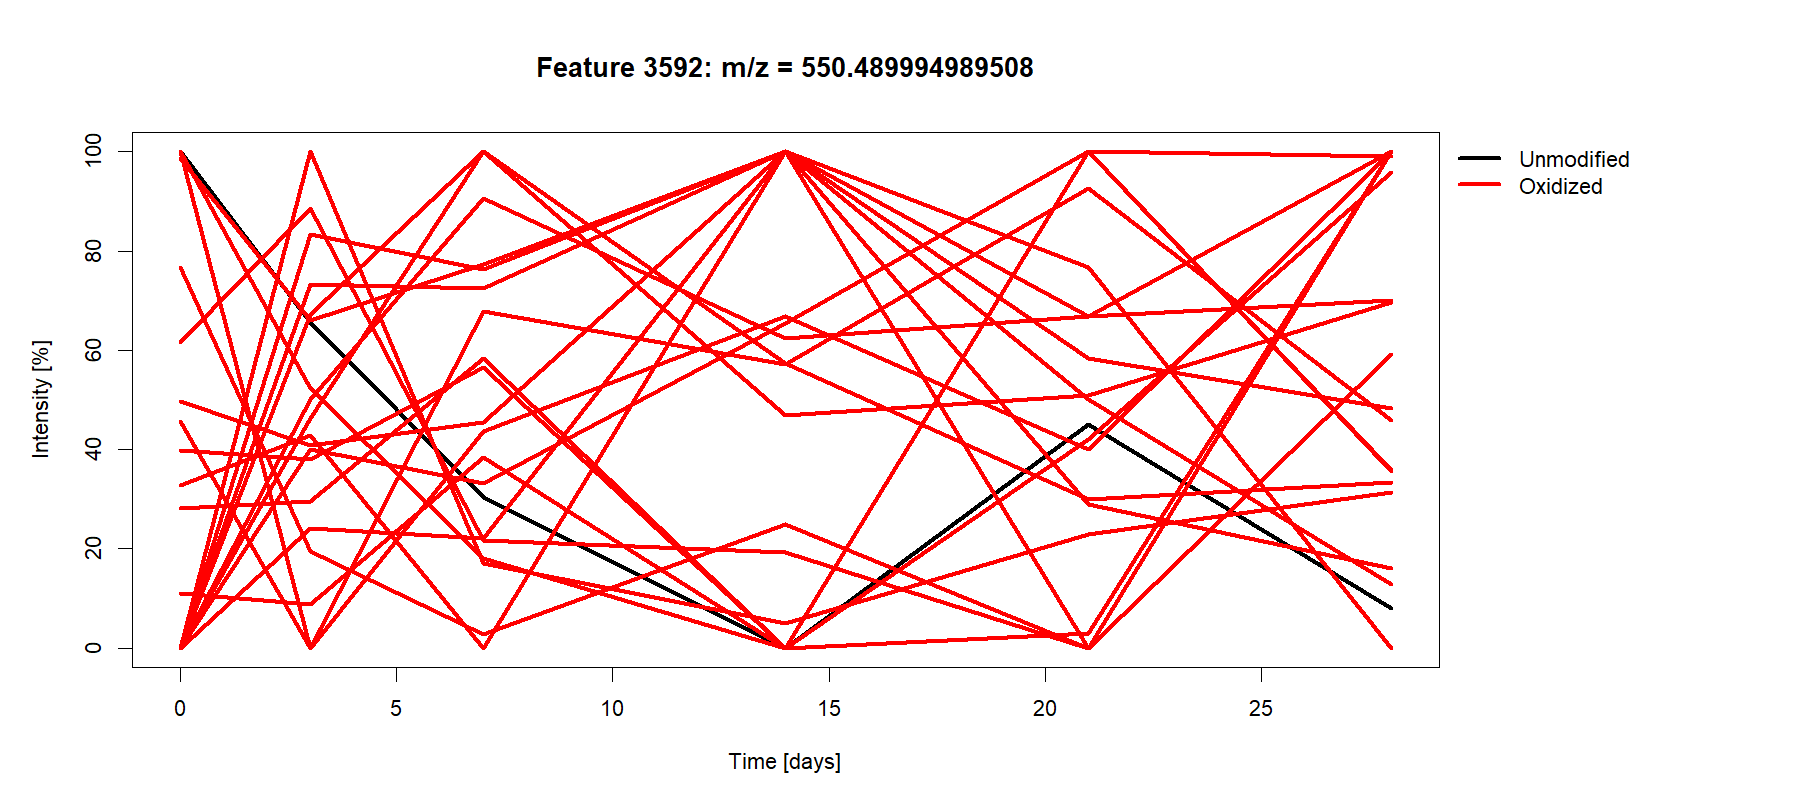 Feature 3592: m/z = 550.489994989508
Unmodified
Oxidized
Intensity [%]
100
80
60
40
20
0
0 5 10 15 20 25
Time [days]